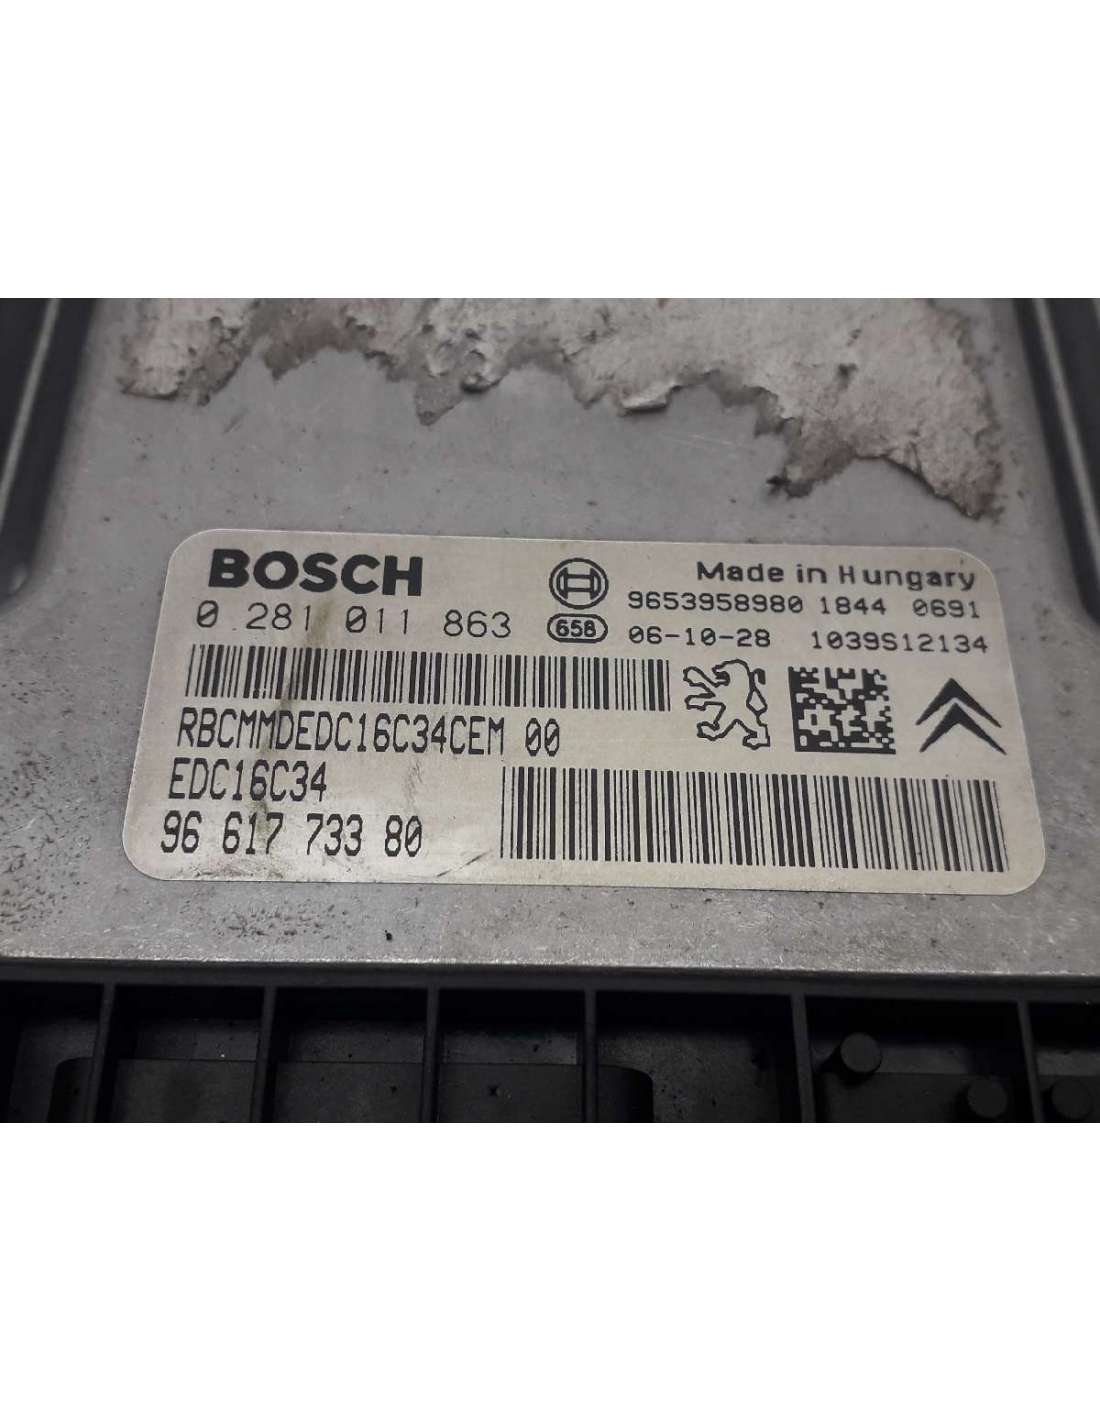 BOSCH
0 281 011 863
658
Made in Hungary
9653958980 1844 0691
06-10-28 1039S12134
RBCMMDEDC16C34CEM 00
EDC16C34
96 617 733 80